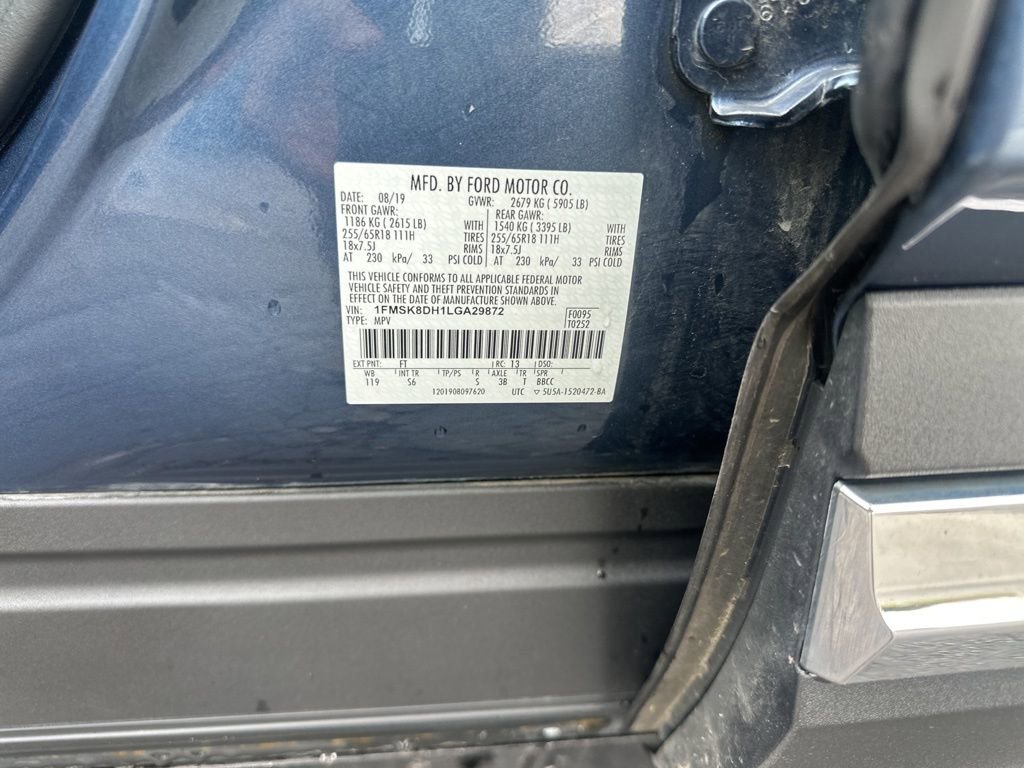 MFD. BY FORD MOTOR CO.
DATE: 08/19 GVWR: 2679 KG ( 5905 LB)
FRONT GAWR: REAR GAWR:
1186 KG ( 2615 LB) WITH 1540 KG ( 3395 LB) WITH
255/65R18 111H TIRES 255/65R18 111H TIRES
18x7.5J RIMS 18x7.5J RIMS
AT 230 kPa/ 33 PSI COLD AT 230 kPa/ 33 PSI COLD
THIS VEHICLE CONFORMS TO ALL APPLICABLE FEDERAL MOTOR
VEHICLE SAFETY AND THEFT PREVENTION STANDARDS IN
EFFECT ON THE DATE OF MANUFACTURE SHOWN ABOVE.
VIN: 1FMSK8DH1LGA29872 F0095
TYPE: MPV T0252
EXT PNT: FT RC: 13 DSO:
WB INT TR TP/PS R AXLE TR SPR
119 S6 S 3B T BBCC
1201908097620 UTC ▽ 5U5A-1520472-BA